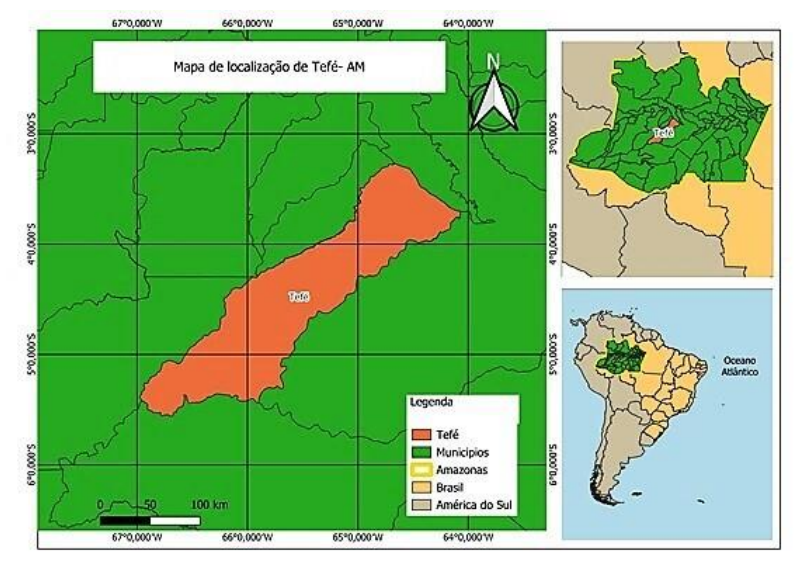 67°0,000'W 66°0,000'W 65°0,000'W 64°0,000'W
Mapa de localização de Tefé- AM
N
3°0,000'S
3°0,000'S
4°0,000'S
4°0,000'S
5°0,000'S
5°0,000'S
6°0,000'S
6°0,000'S
Tefé
Legenda
Tefé
Municípios
Amazonas
Brasil
América do Sul
0 50 100 km
67°0,000'W 66°0,000'W 65°0,000'W 64°0,000'W
Tefé
Oceano
Atlântico